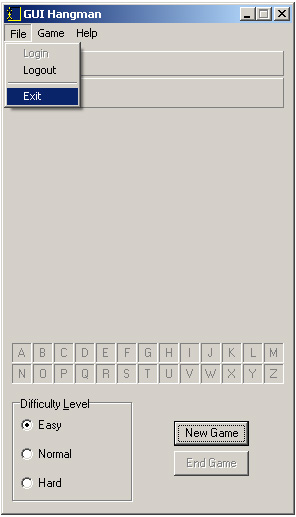 GUI Hangman
File Game Help
Login
Logout
Exit
A B C D E F G H I J K L M
N O P Q R S T U V W X Y Z
Difficulty Level
Easy
Normal
Hard
New Game
End Game